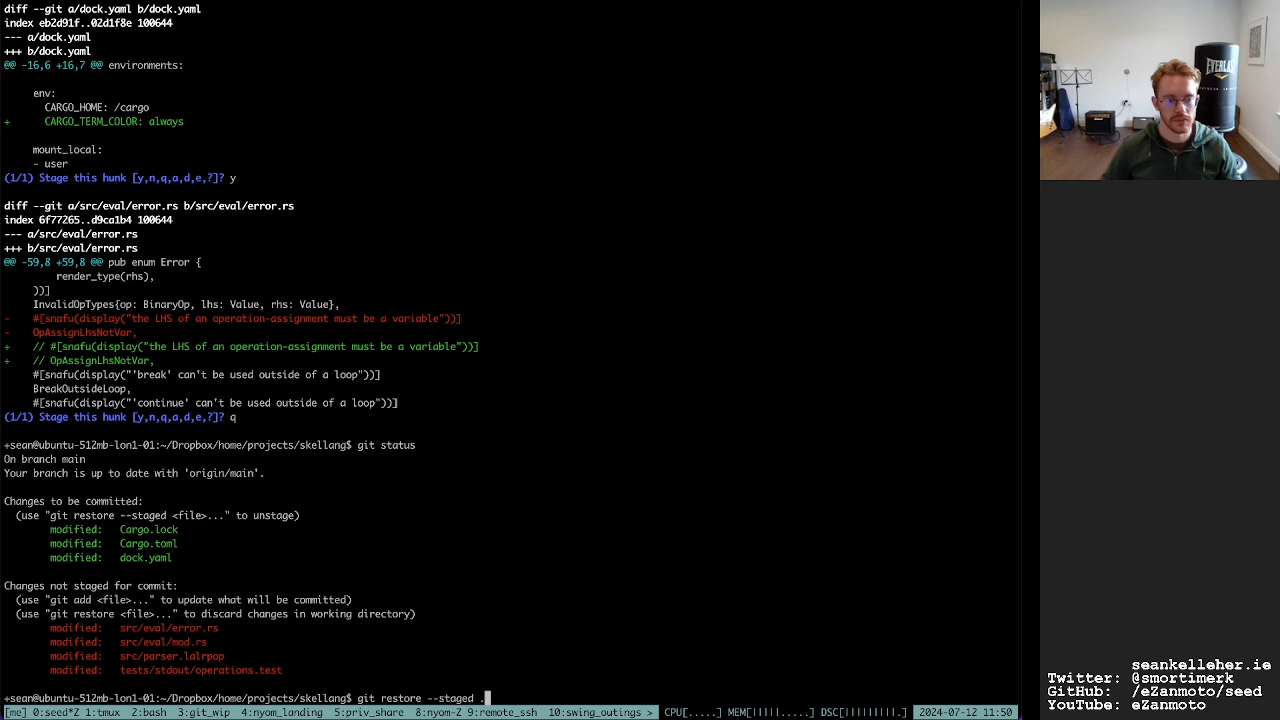 diff --git a/dock.yaml b/dock.yaml
index eb2d91f..02d1f8e 100644
--- a/dock.yaml
+++ b/dock.yaml
@@ -16,6 +16,7 @@ environments:
env:
CARGO_HOME: /cargo
+ CARGO_TERM_COLOR: always
mount_local:
- user
(1/1) Stage this hunk [y,n,q,a,d,e,?]? y
diff --git a/src/eval/error.rs b/src/eval/error.rs
index 6f77265..d9ca1b4 100644
--- a/src/eval/error.rs
+++ b/src/eval/error.rs
@@ -59,8 +59,8 @@ pub enum Error {
render_type(rhs),
))]
InvalidOpTypes{op: BinaryOp, lhs: Value, rhs: Value},
- #[snafu(display("the LHS of an operation-assignment must be a variable"))]
- OpAssignLhsNotVar,
+ // #[snafu(display("the LHS of an operation-assignment must be a variable"))]
+ // OpAssignLhsNotVar,
#[snafu(display("'break' can't be used outside of a loop"))]
BreakOutsideLoop,
#[snafu(display("'continue' can't be used outside of a loop"))]
(1/1) Stage this hunk [y,n,q,a,d,e,?]? q
+sean@ubuntu-512mb-lon1-01:~/Dropbox/home/projects/skellang$ git status
On branch main
Your branch is up to date with 'origin/main'.
Changes to be committed:
(use "git restore --staged <file>..." to unstage)
modified: Cargo.lock
modified: Cargo.toml
modified: dock.yaml
Changes not staged for commit:
(use "git add <file>..." to update what will be committed)
(use "git restore <file>..." to discard changes in working directory)
modified: src/eval/error.rs
modified: src/eval/mod.rs
modified: src/parser.lalrpop
modified: tests/stdout/operations.test
+sean@ubuntu-512mb-lon1-01:~/Dropbox/home/projects/skellang$ git restore --staged .
[me] 0:seed*Z 1:tmux 2:bash 3:git_wip 4:nyom_landing 5:priv_share 8:nyom-Z 9:remote_ssh 10:swing_outings > CPU[.....] MEM[|||||.....] DSC[|||||||||.] 2024-07-12 11:50
EVERLAST
Twitter: seankelleher.ie
GitHub: /ezanmoto/seed
YouTube: /eZanmoto